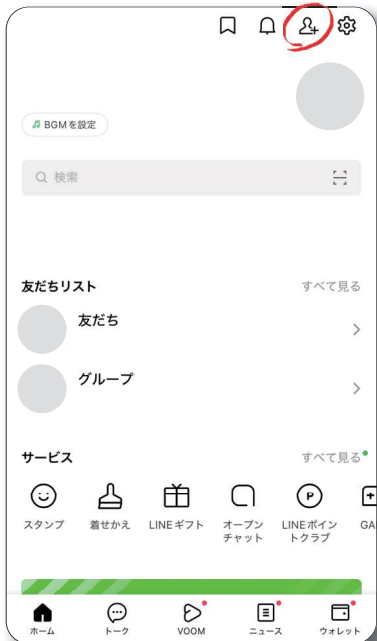 BGMを設定
検索
友だちリスト すべて見る
友だち
グループ
サービス すべて見る
スタンプ 着せかえ LINEギフト オープン LINEポイン GA
チャット トクラブ
ホーム トーク VOOM ニュース ウォレット